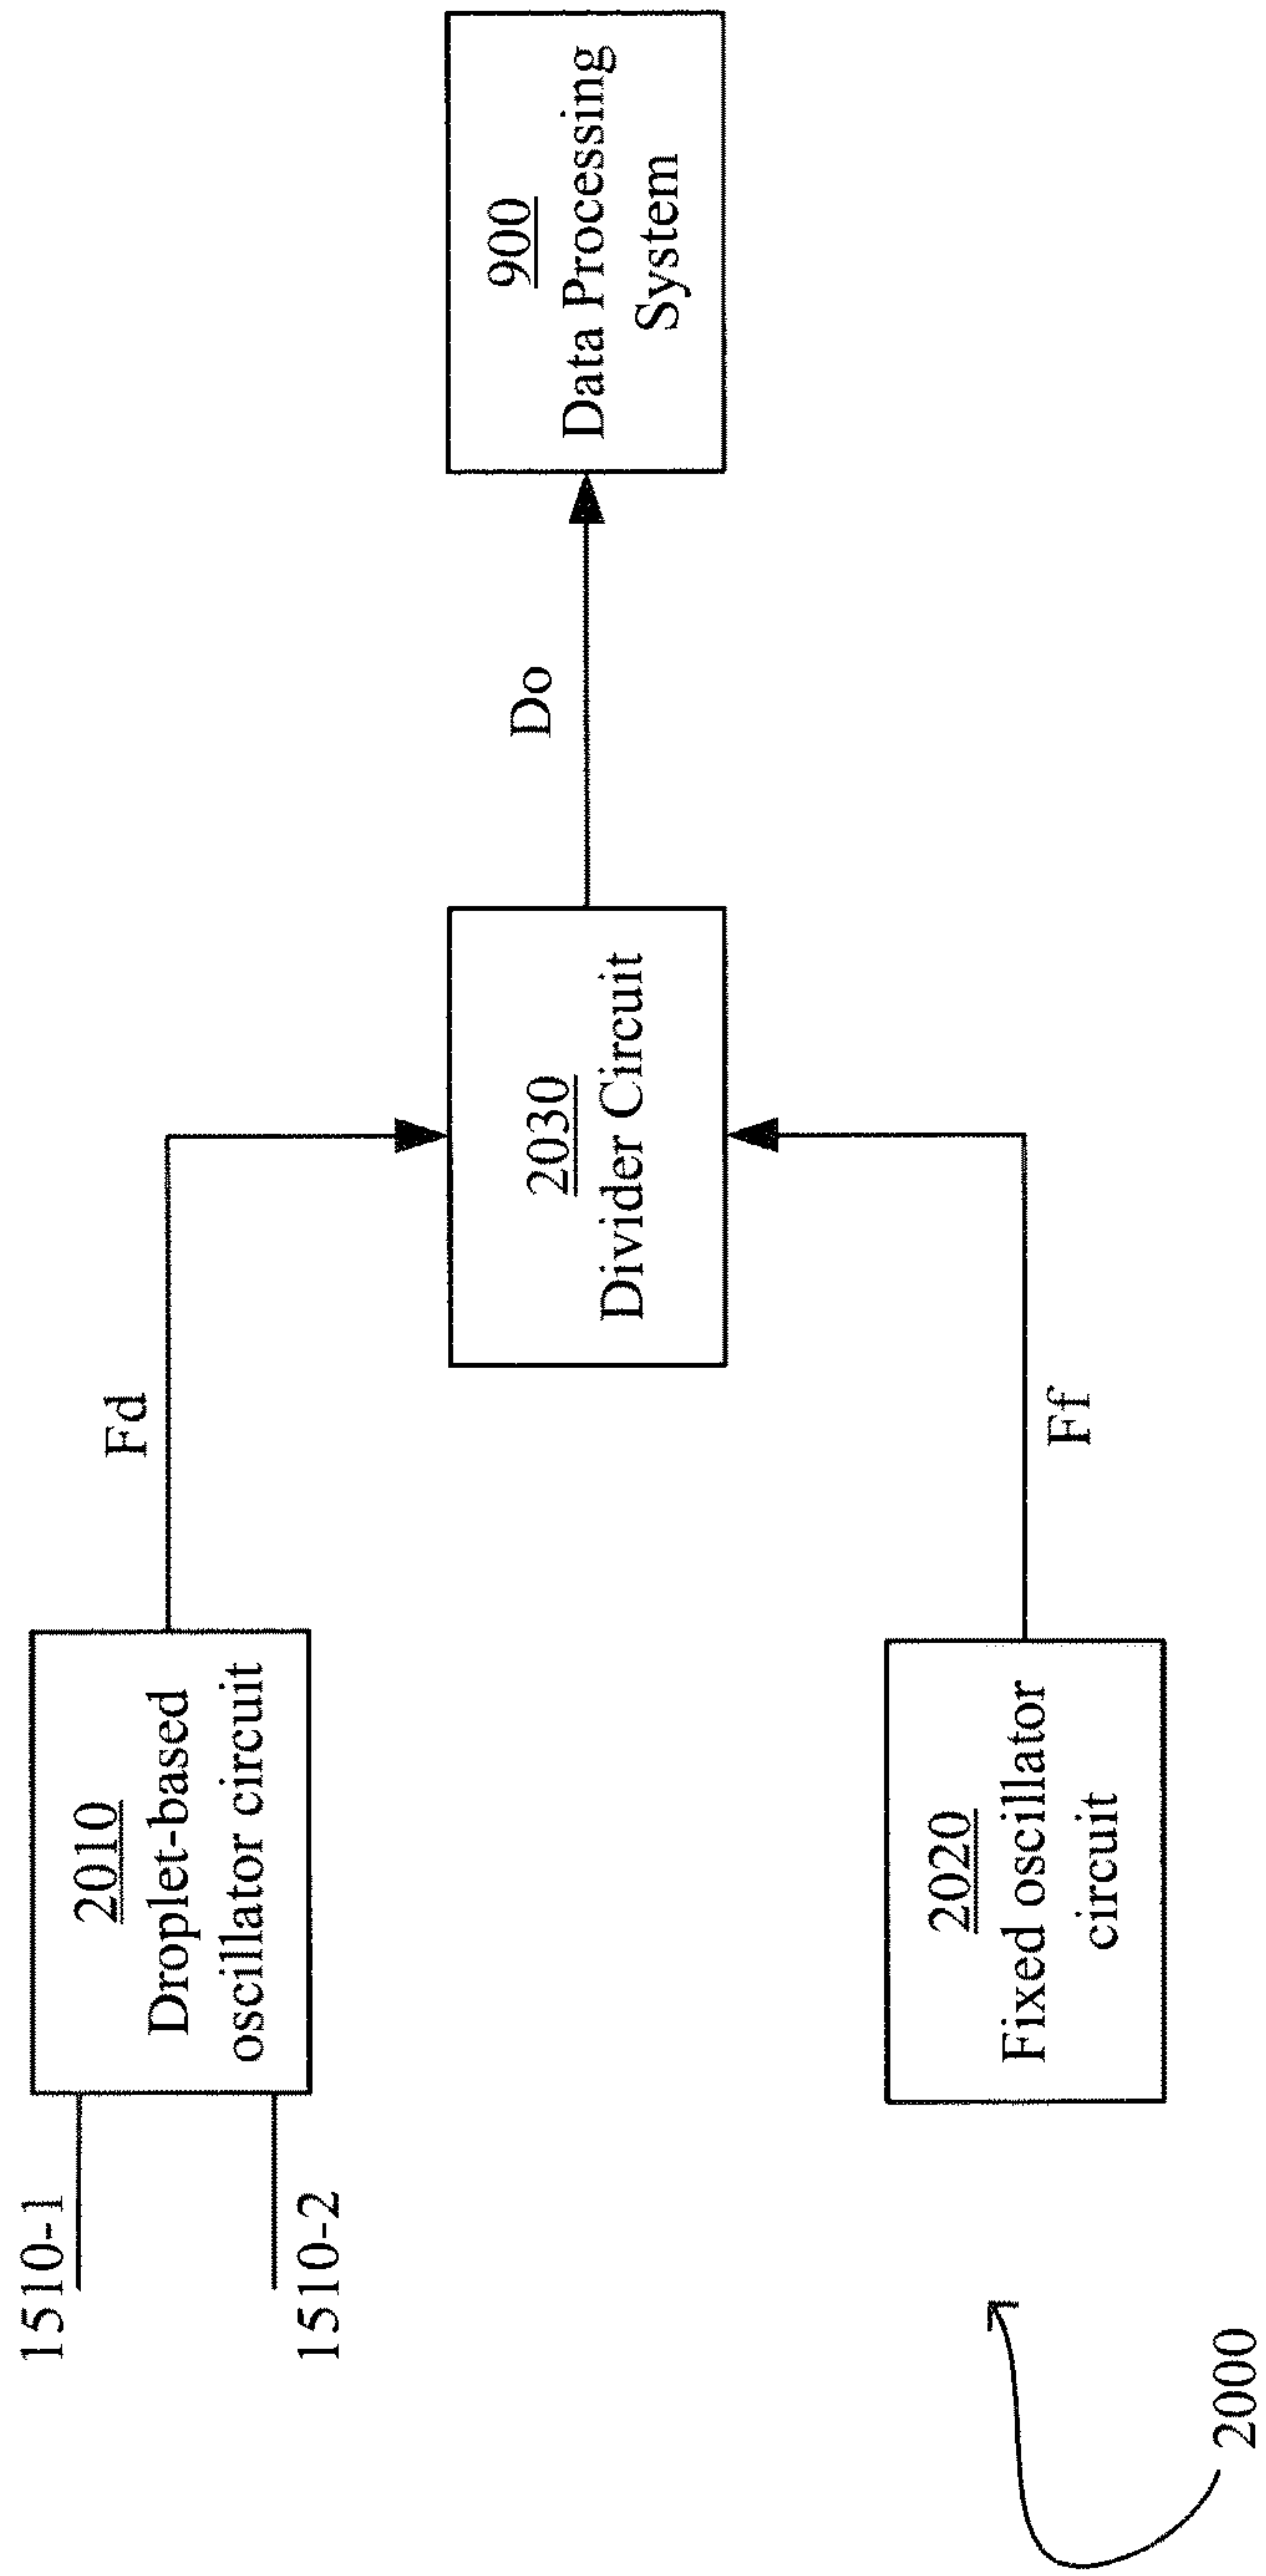 1510-1
1510-2
2010
Droplet-based
oscillator circuit
Fd
2020
Fixed oscillator
circuit
Ff
2030
Divider Circuit
Do
900
Data Processing
System
2000